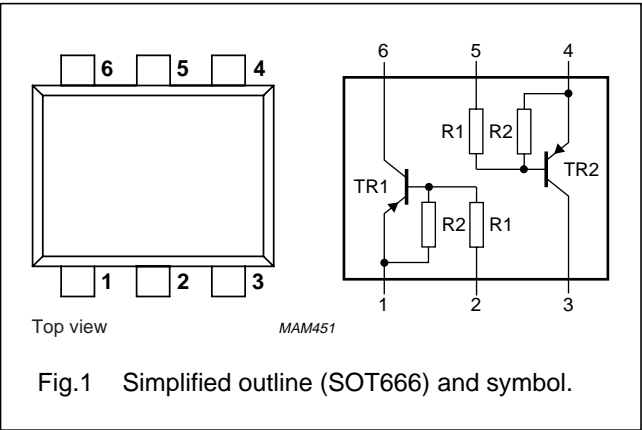 6 5 4
1 2 3
Top view
MAM451
6 5 4
R1 R2
TR2
TR1
R2 R1
1 2 3
Fig.1 Simplified outline (SOT666) and symbol.